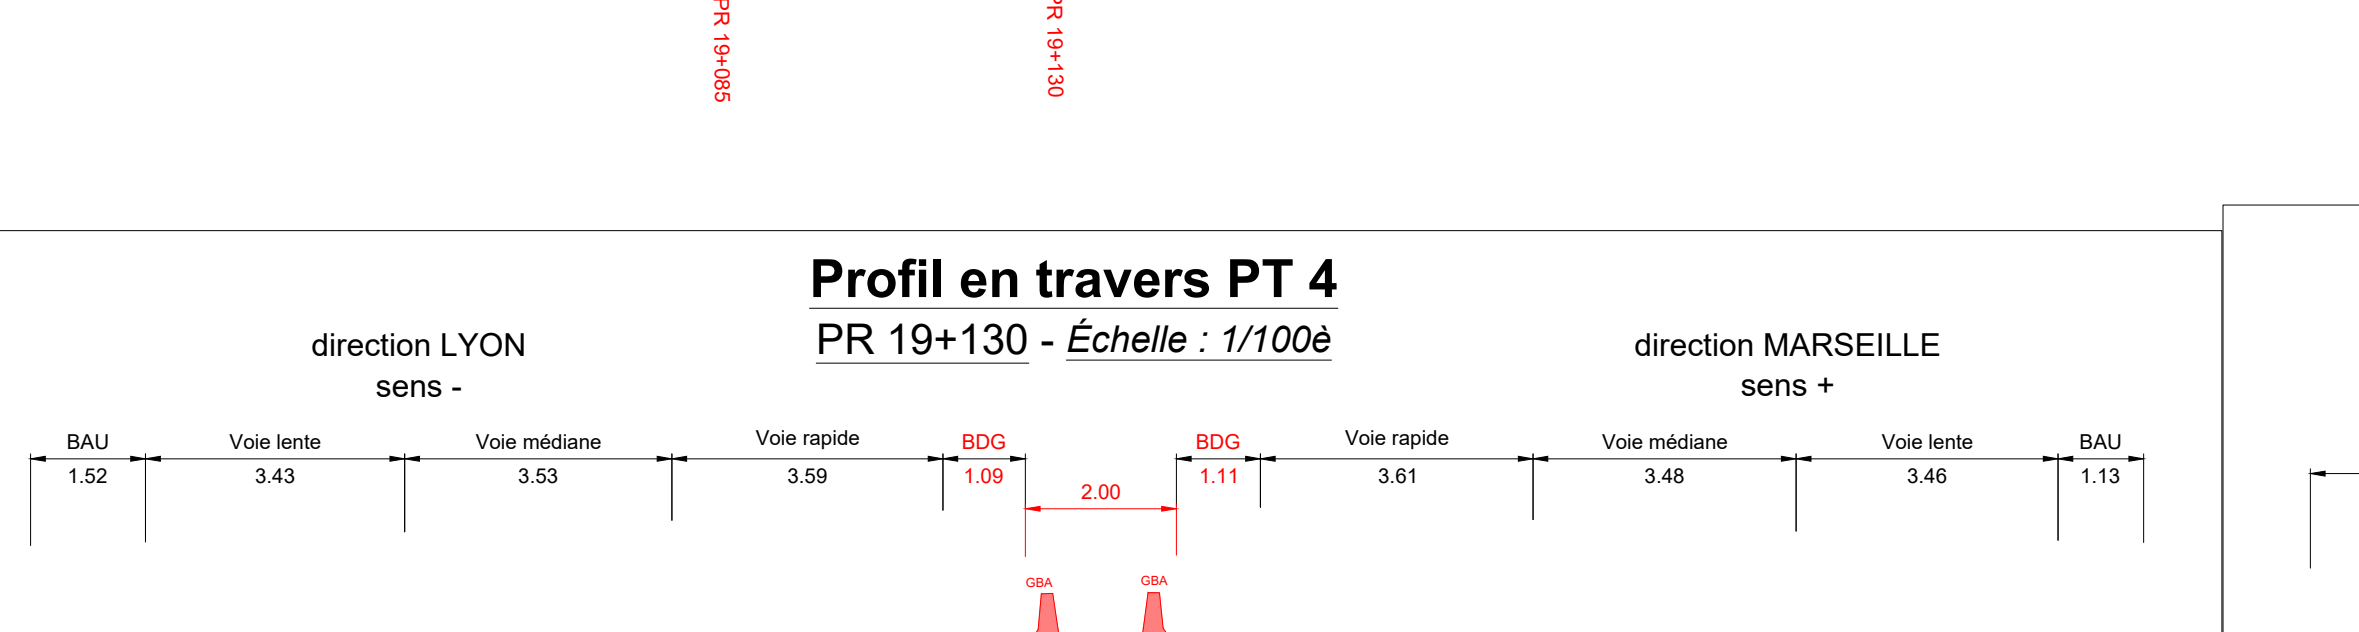 PR 19+085
PR 19+130
Profil en travers PT 4
PR 19+130 - Échelle : 1/100è
direction LYON
sens -
direction MARSEILLE
sens +
BAU
Voie lente
Voie médiane
Voie rapide
BDG
BDG
Voie rapide
Voie médiane
Voie lente
BAU
1.52
3.43
3.53
3.59
1.09
2.00
1.11
3.61
3.48
3.46
1.13
GBA
GBA